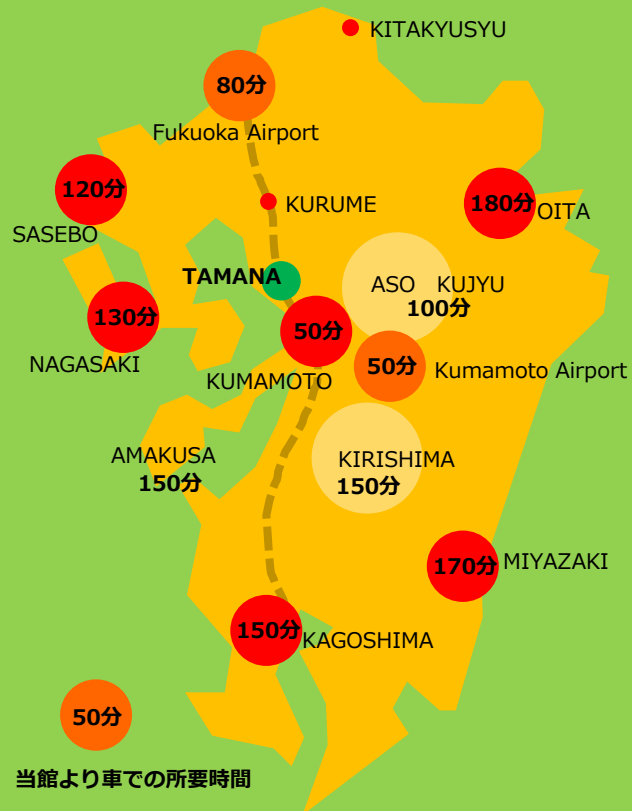 KITAKYUSYU
80分
Fukuoka Airport
120分
SASEBO
KURUME
180分
OITA
TAMANA
ASO KUJYU
100分
130分
NAGASAKI
50分
KUMAMOTO
50分
Kumamoto Airport
AMAKUSA
150分
KIRISHIMA
150分
170分
MIYAZAKI
150分
KAGOSHIMA
50分
当館より車での所要時間